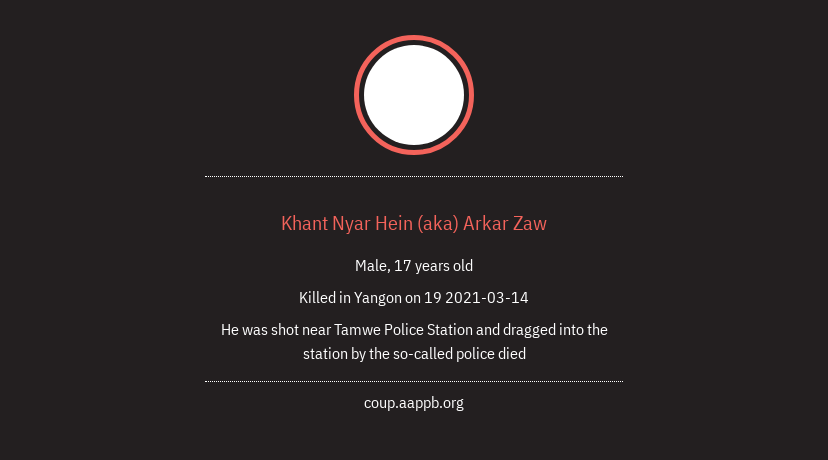 Khant Nyar Hein (aka) Arkar Zaw
Male, 17 years old
Killed in Yangon on 19 2021-03-14
He was shot near Tamwe Police Station and dragged into the
station by the so-called police died
coup.aappb.org